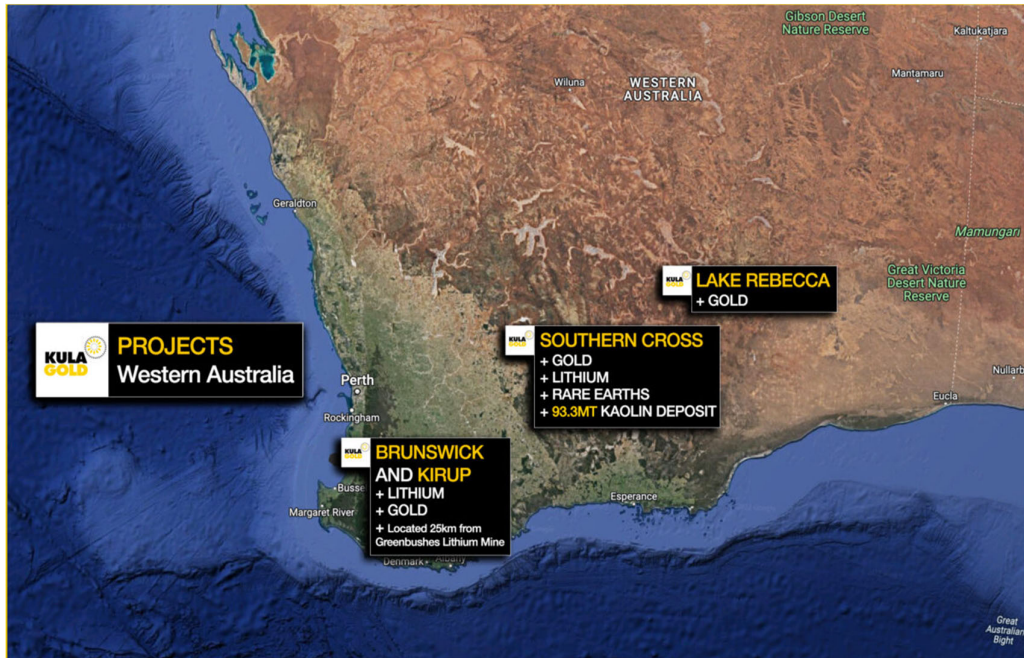 Gibson Desert
Nature Reserve
Kaltukatjara
Mantamaru
Wiluna
WESTERN
AUSTRALIA
Geraldton
Mamungari
Great Victoria
Desert Nature
Reserve
KULA
GOLD
LAKE REBECCA
+ GOLD
KULA
GOLD
PROJECTS
Western Australia
KULA
GOLD
SOUTHERN CROSS
+ GOLD
+ LITHIUM
+ RARE EARTHS
+ 93.3MT KAOLIN DEPOSIT
Nullarb
Perth
Eucla
Rockingham
KULA
GOLD
BRUNSWICK
AND KIRUP
+ LITHIUM
+ GOLD
+ Located 25km from
Greenbushes Lithium Mine
Busse
Margaret River
Esperance
Denmark
Albany
Great
Australian
Bight